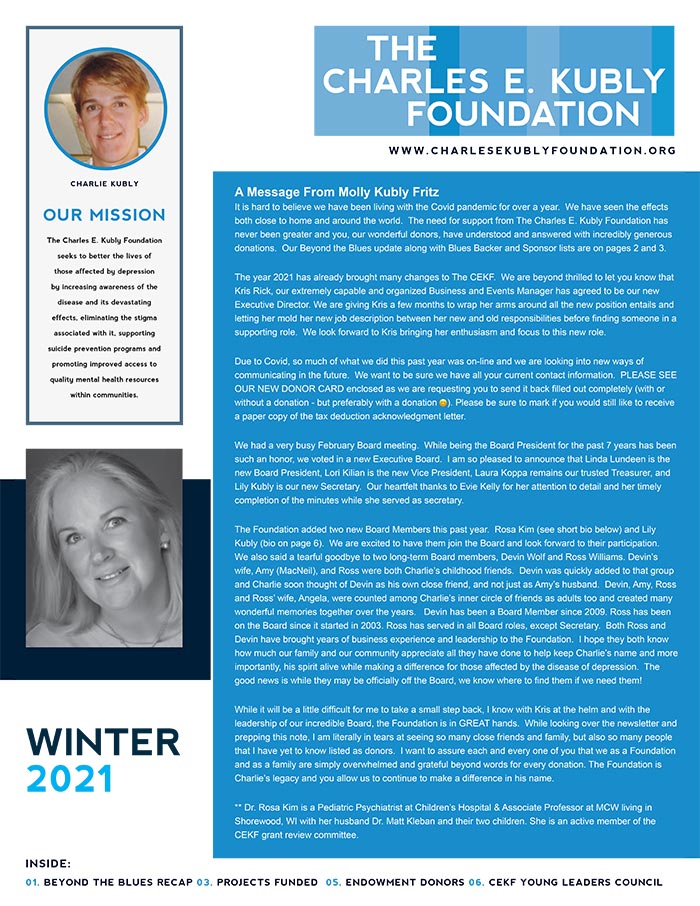 THE
CHARLES E. KUBLY
FOUNDATION
WWW.CHARLESEKUBLYFOUNDATION.ORG
CHARLIE KUBLY
OUR MISSION
The Charles E. Kubly Foundation
seeks to better the lives of
those affected by depression
by increasing awareness of the
disease and its devastating
effects, eliminating the stigma
associated with it, supporting
suicide prevention programs and
promoting improved access to
quality mental health resources
within communities.
A Message From Molly Kubly Fritz
It is hard to believe we have been living with the Covid pandemic for over a year. We have seen the effects
both close to home and around the world. The need for support from The Charles E. Kubly Foundation has
never been greater and you, our wonderful donors, have understood and answered with incredibly generous
donations. Our Beyond the Blues update along with Blues Backer and Sponsor lists are on pages 2 and 3.
The year 2021 has already brought many changes to The CEKF. We are beyond thrilled to let you know that
Kris Rick, our extremely capable and organized Business and Events Manager has agreed to be our new
Executive Director. We are giving Kris a few months to wrap her arms around all the new position entails and
letting her mold her new job description between her new and old responsibilities before finding someone in a
supporting role. We look forward to Kris bringing her enthusiasm and focus to this new role.
Due to Covid, so much of what we did this past year was on-line and we are looking into new ways of
communicating in the future. We want to be sure we have all your current contact information. PLEASE SEE
OUR NEW DONOR CARD enclosed as we are requesting you to send it back filled out completely (with or
without a donation - but preferably with a donation 😊). Please be sure to mark if you would still like to receive
a paper copy of the tax deduction acknowledgment letter.
We had a very busy February Board meeting. While being the Board President for the past 7 years has been
such an honor, we voted in a new Executive Board. I am so pleased to announce that Linda Lundeen is the
new Board President, Lori Kilian is the new Vice President, Laura Koppa remains our trusted Treasurer, and
Lily Kubly is our new Secretary. Our heartfelt thanks to Evie Kelly for her attention to detail and her timely
completion of the minutes while she served as secretary.
The Foundation added two new Board Members this past year. Rosa Kim (see short bio below) and Lily
Kubly (bio on page 6). We are excited to have them join the Board and look forward to their participation.
We also said a tearful goodbye to two long-term Board members, Devin Wolf and Ross Williams. Devin's
wife, Amy (MacNeil), and Ross were both Charlie's childhood friends. Devin was quickly added to that group
and Charlie soon thought of Devin as his own close friend, and not just as Amy's husband. Devin, Amy, Ross
and Ross' wife, Angela, were counted among Charlie's inner circle of friends as adults too and created many
wonderful memories together over the years. Devin has been a Board Member since 2009. Ross has been
on the Board since it started in 2003. Ross has served in all Board roles, except Secretary. Both Ross and
Devin have brought years of business experience and leadership to the Foundation. I hope they both know
how much our family and our community appreciate all they have done to help keep Charlie's name and more
importantly, his spirit alive while making a difference for those affected by the disease of depression. The
good news is while they may be officially off the Board, we know where to find them if we need them!
While it will be a little difficult for me to take a small step back, I know with Kris at the helm and with the
leadership of our incredible Board, the Foundation is in GREAT hands. While looking over the newsletter and
prepping this note, I am literally in tears at seeing so many close friends and family, but also so many people
that I have yet to know listed as donors. I want to assure each and every one of you that we as a Foundation
and as a family are simply overwhelmed and grateful beyond words for every donation. The Foundation is
Charlie's legacy and you allow us to continue to make a difference in his name.
** Dr. Rosa Kim is a Pediatric Psychiatrist at Children's Hospital & Associate Professor at MCW living in
Shorewood, WI with her husband Dr. Matt Kleban and their two children. She is an active member of the
CEKF grant review committee.
WINTER
2021
INSIDE:
01. BEYOND THE BLUES RECAP 03. PROJECTS FUNDED 05. ENDOWMENT DONORS 06. CEKF YOUNG LEADERS COUNCIL